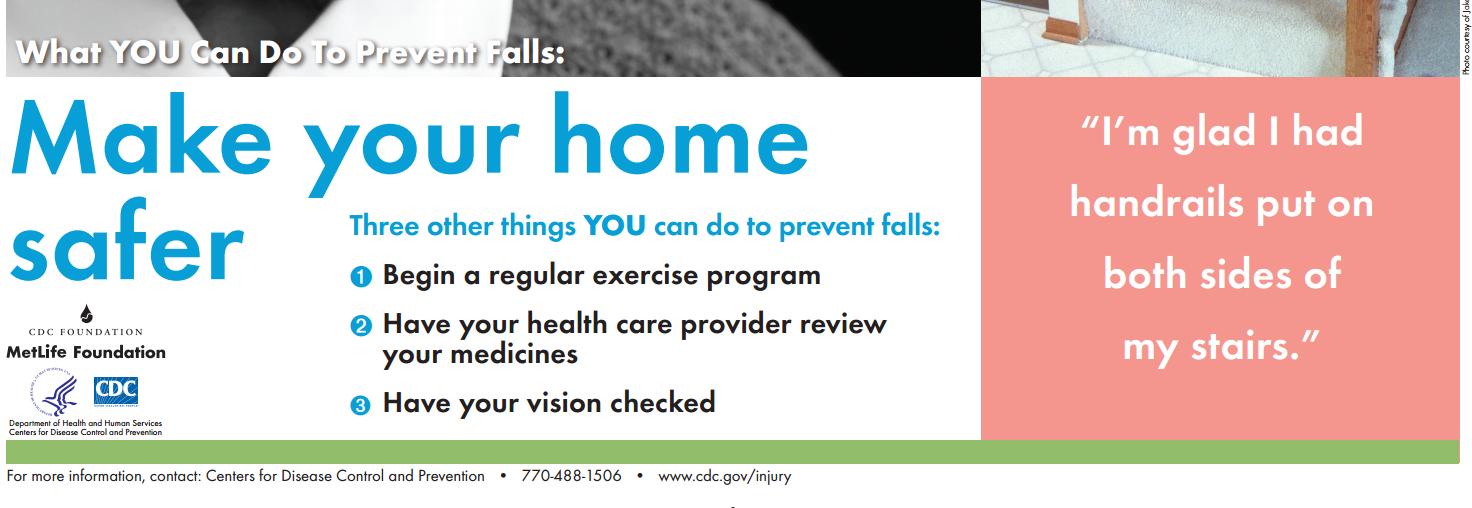 What YOU Can Do To Prevent Falls:
Photo courtesy of
Make your home
safer
Three other things YOU can do to prevent falls:
1 Begin a regular exercise program
2 Have your health care provider review
your medicines
3 Have your vision checked
CDC FOUNDATION
MetLife Foundation
CDC
Department of Health and Human Services
Centers for Disease Control and Prevention
“I’m glad I had
handrails put on
both sides of
my stairs.”
For more information, contact: Centers for Disease Control and Prevention • 770-488-1506 • www.cdc.gov/injury